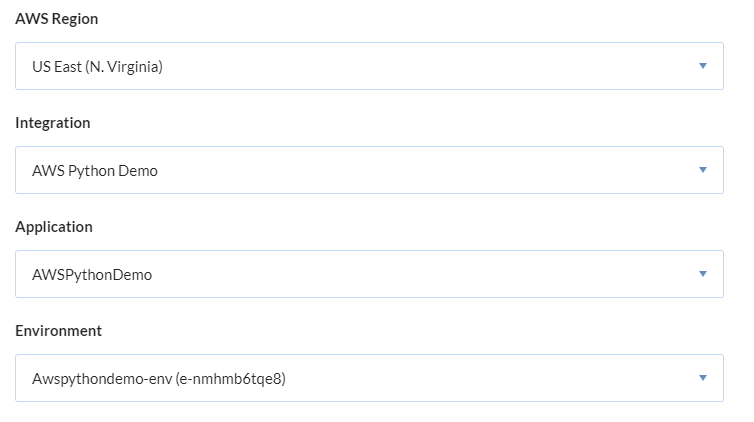 AWS Region
US East (N. Virginia)
Integration
AWS Python Demo
Application
AWSPythonDemo
Environment
Awspythondemo-env (e-nmhmb6tqe8)